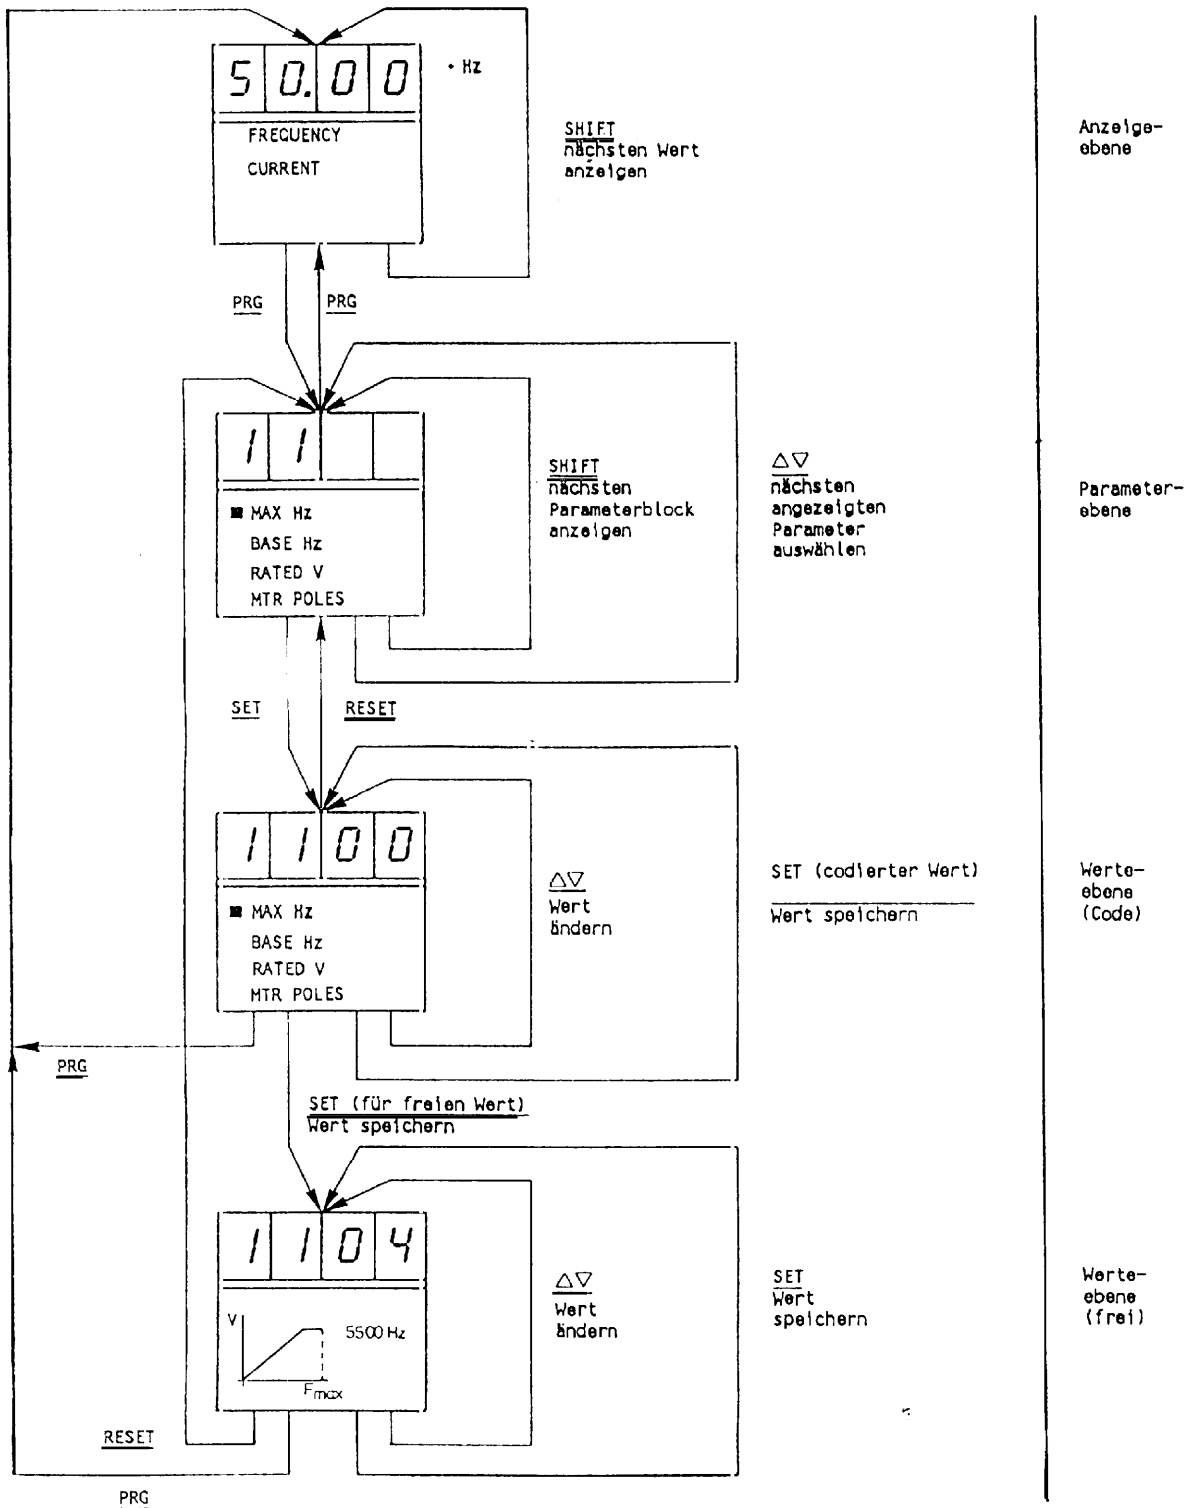 50.00
• Hz
FREQUENCY
CURRENT
SHIFT
nächsten Wert
anzeigen
Anzeige-
ebene
PRG
PRG
11
■ MAX Hz
BASE Hz
RATED V
MTR POLES
SHIFT
nächsten
Parameterblock
anzeigen
△▽
nächsten
angezeigten
Parameter
auswählen
Parameter-
ebene
SET
RESET
1100
■ MAX Hz
BASE Hz
RATED V
MTR POLES
△▽
Wert
ändern
SET (codierter Wert)
Wert speichern
Werte-
ebene
(Code)
PRG
SET (für freien Wert)
Wert speichern
1104
V
5500 Hz
Fmax
△▽
Wert
ändern
SET
Wert
speichern
Werte-
ebene
(frei)
RESET
PRG